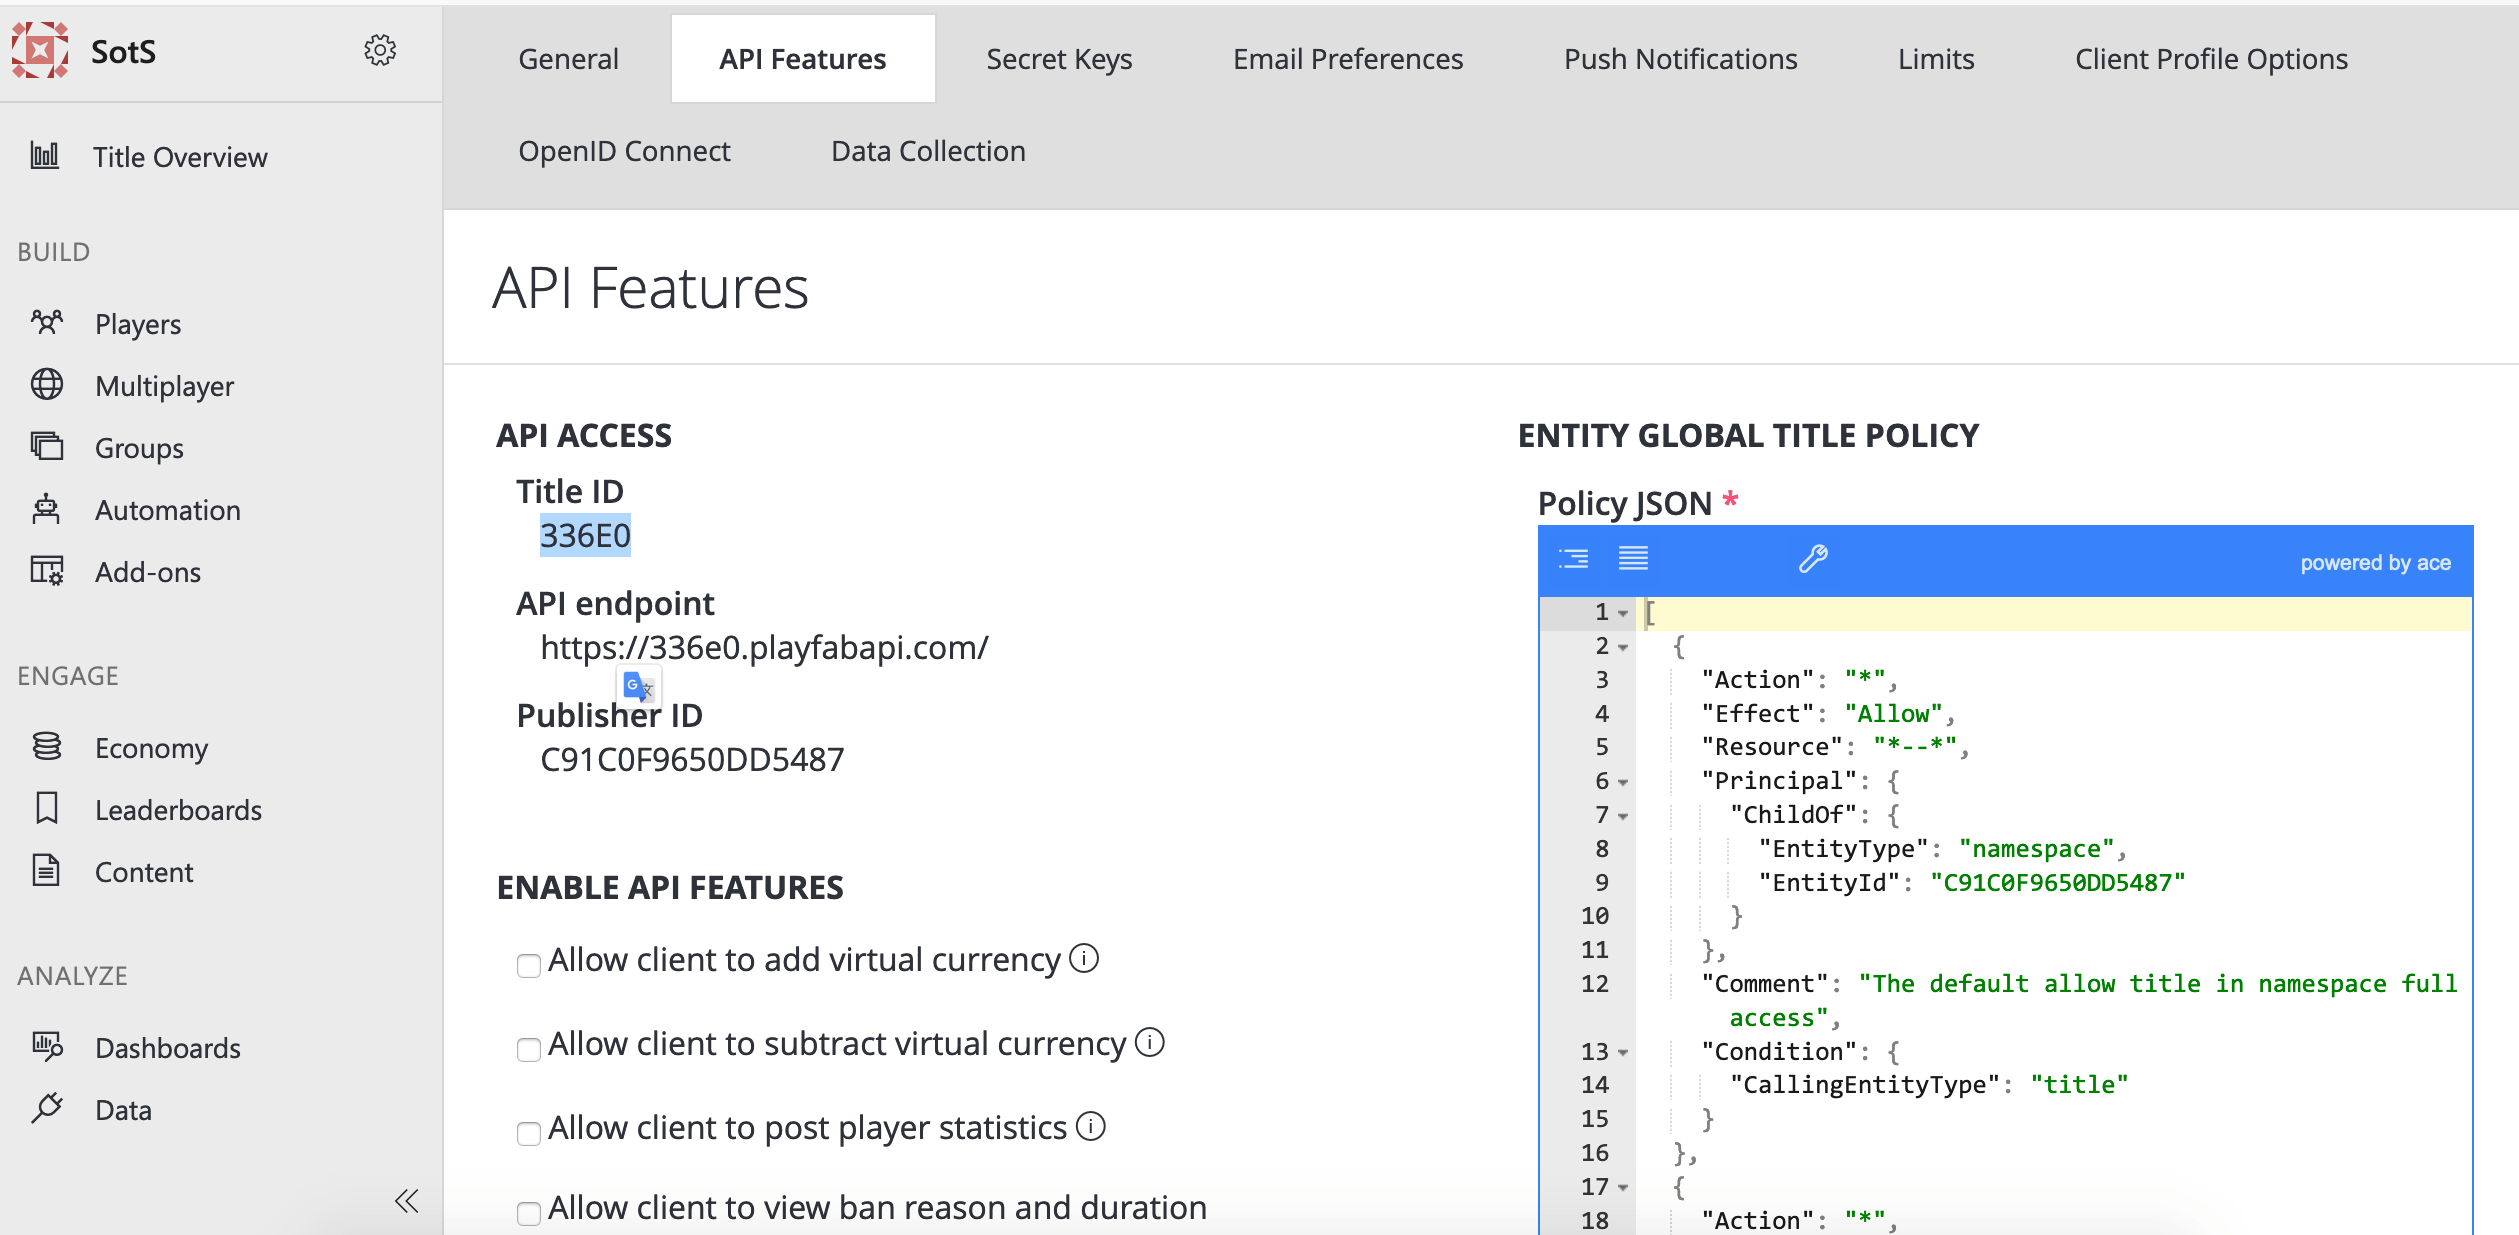 SotS
Title Overview
BUILD
Players
Multiplayer
Groups
Automation
Add-ons
ENGAGE
Economy
Leaderboards
Content
ANALYZE
Dashboards
Data
General
API Features
Secret Keys
Email Preferences
Push Notifications
Limits
Client Profile Options
OpenID Connect
Data Collection
API Features
API ACCESS
Title ID
336E0
API endpoint
https://336e0.playfabapi.com/
Publisher ID
C91C0F9650DD5487
ENABLE API FEATURES
Allow client to add virtual currency
Allow client to subtract virtual currency
Allow client to post player statistics
Allow client to view ban reason and duration
ENTITY GLOBAL TITLE POLICY
Policy JSON *
powered by ace
1 [
2 {
3 "Action": "*",
4 "Effect": "Allow",
5 "Resource": "*--*",
6 "Principal": {
7 "ChildOf": {
8 "EntityType": "namespace",
9 "EntityId": "C91C0F9650DD5487"
10 }
11 },
12 "Comment": "The default allow title in namespace full
access",
13 "Condition": {
14 "CallingEntityType": "title"
15 }
16 },
17 {
18 "Action": "*",